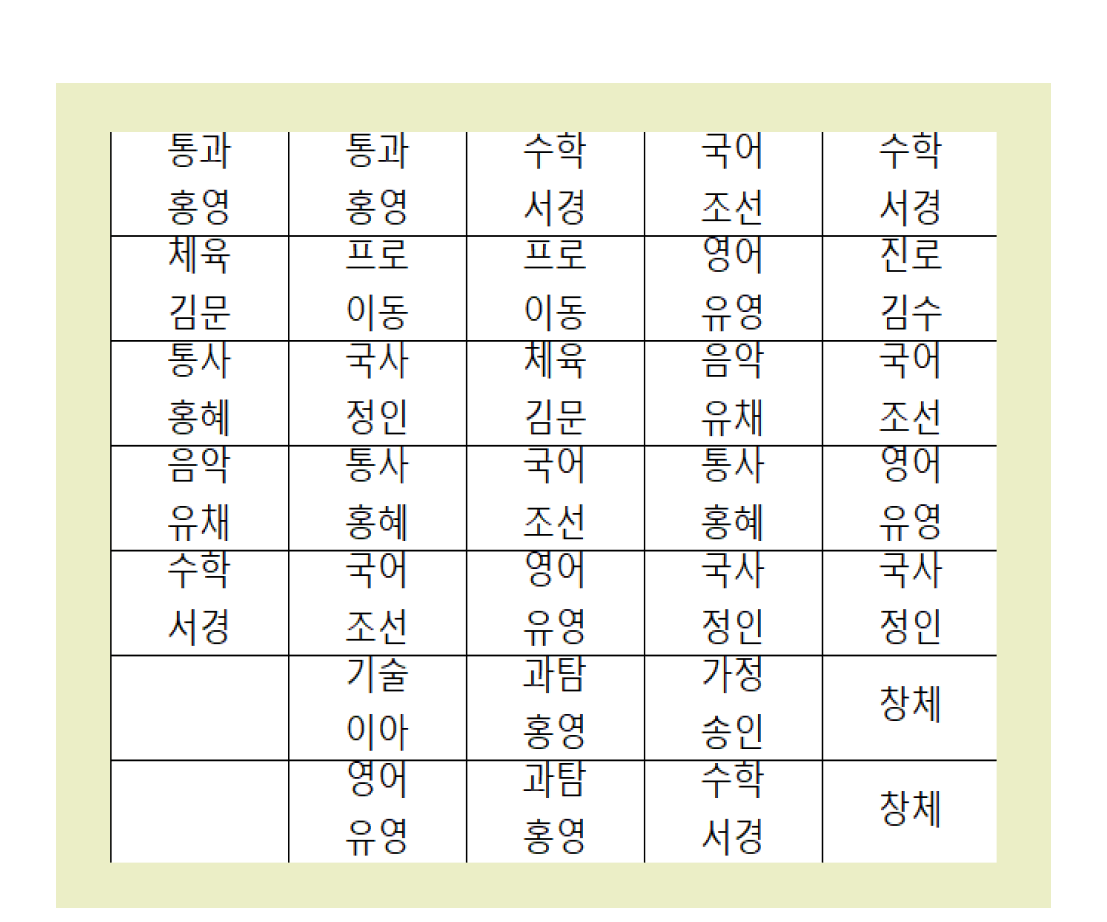 통과 통과 수학 국어 수학
홍영 홍영 서경 조선 서경
체육 프로 프로 영어 진로
김문 이동 이동 유영 김수
통사 국사 체육 음악 국어
홍혜 정인 김문 유채 조선
음악 통사 국어 통사 영어
유채 홍혜 조선 홍혜 유영
수학 국어 영어 국사 국사
서경 조선 유영 정인 정인
기술 과탐 가정 창체
이아 홍영 송인
영어 과탐 수학 창체
유영 홍영 서경